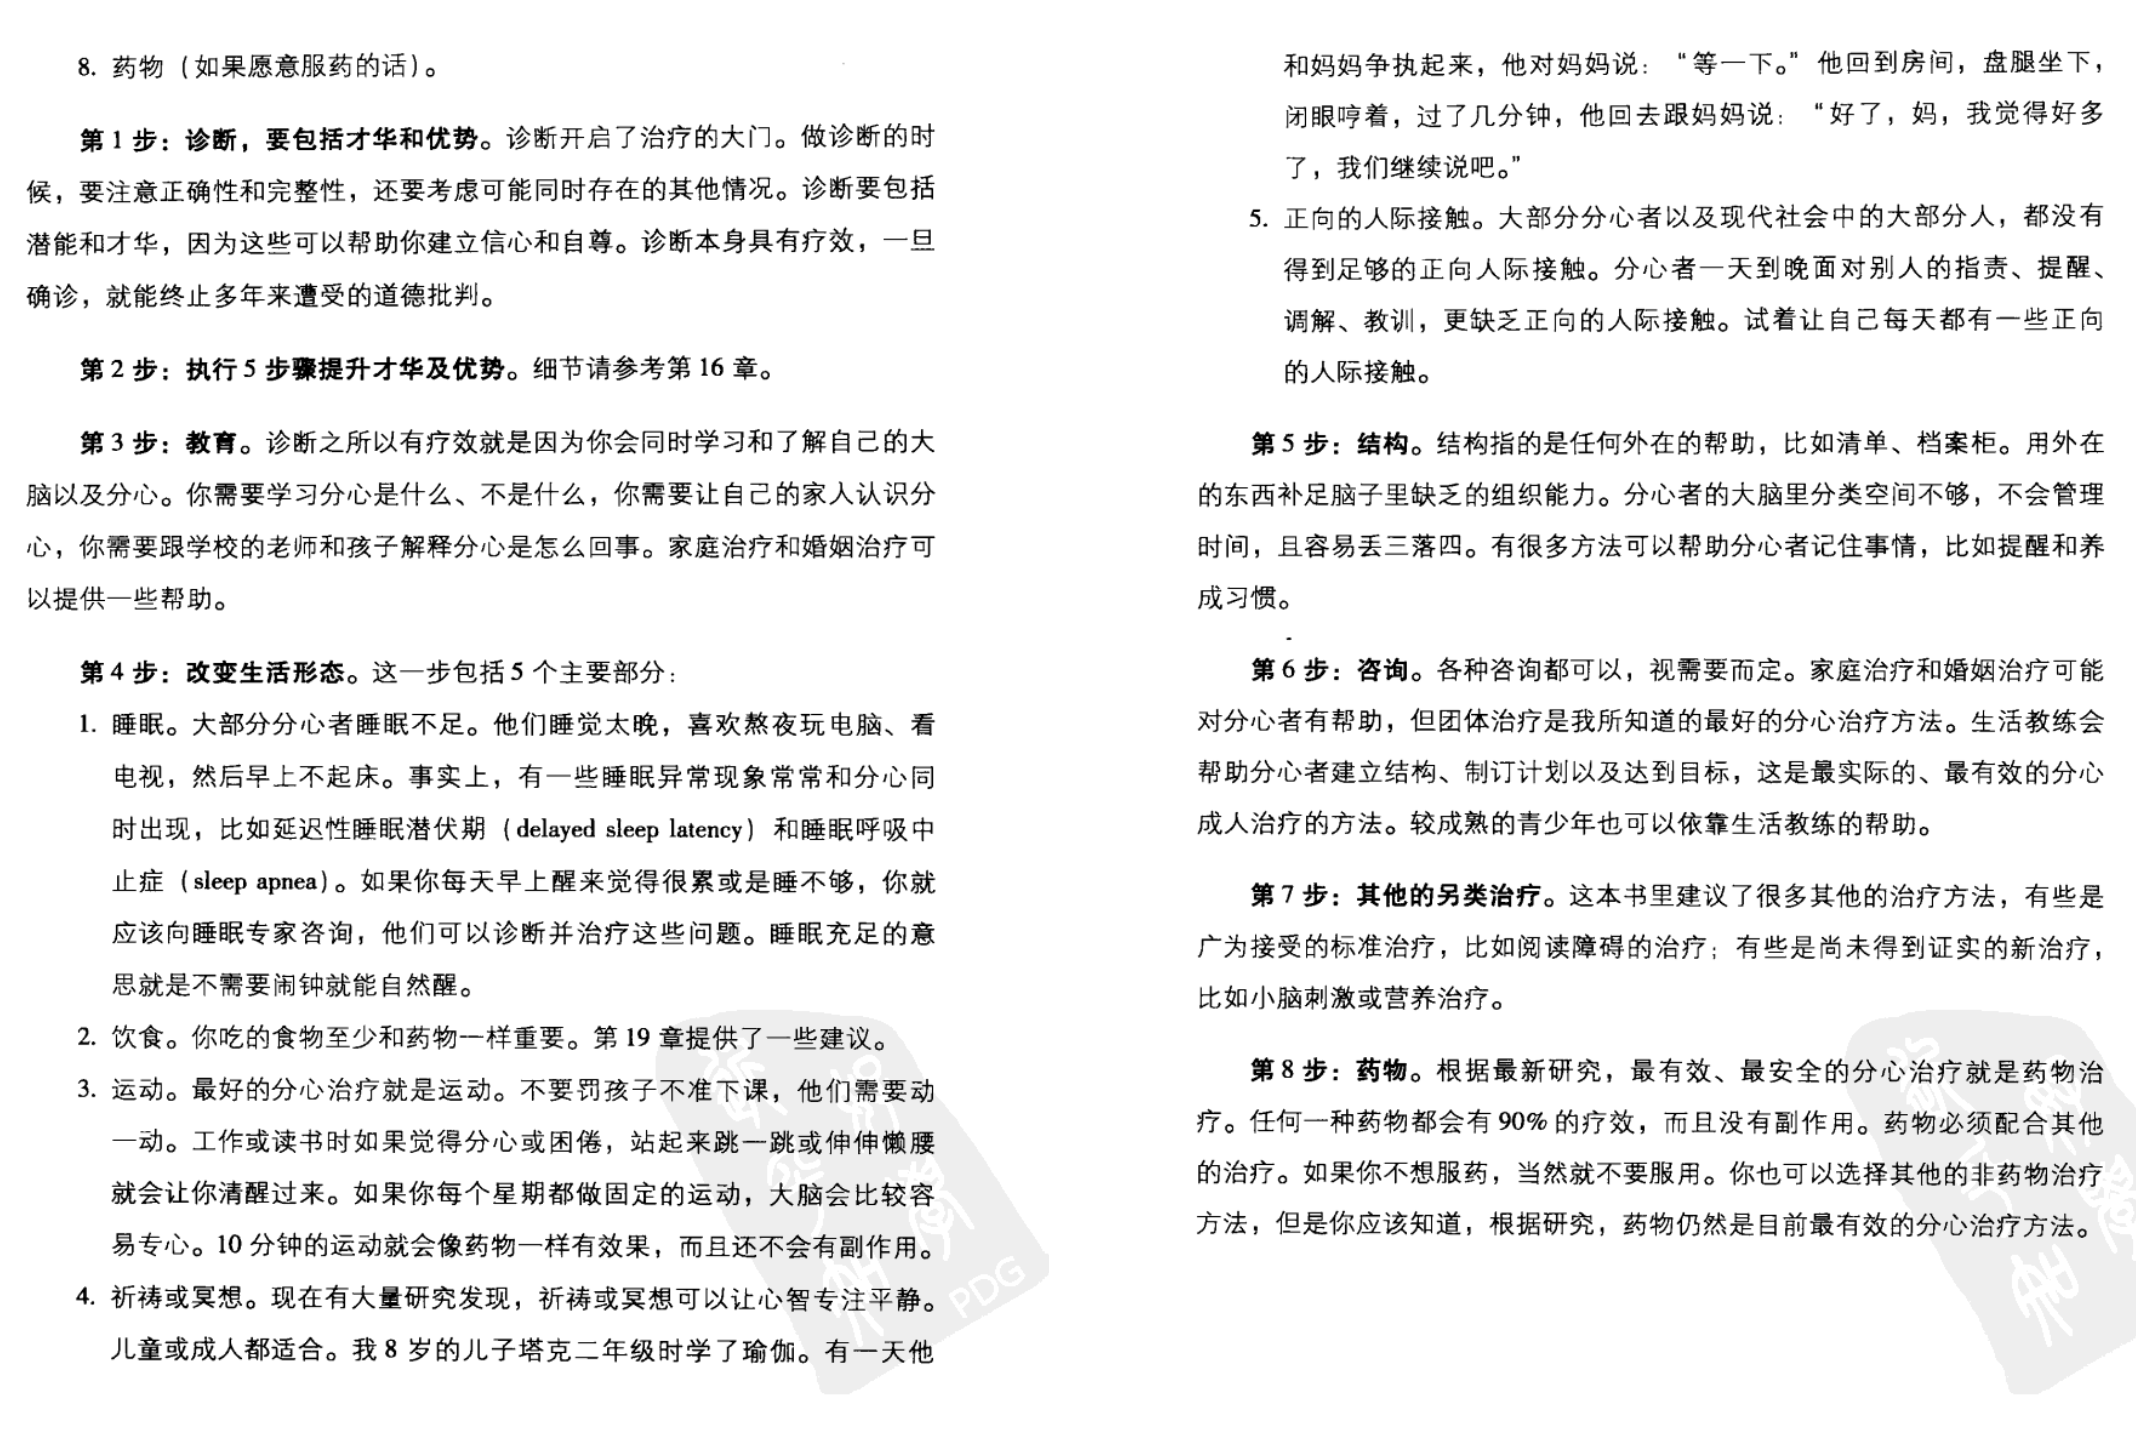 8. 药物（如果愿意服药的话）。
第 1 步：诊断，要包括才华和优势。诊断开启了治疗的大门。做诊断的时
候，要注意正确性和完整性，还要考虑可能同时存在的其他情况。诊断要包括
潜能和才华，因为这些可以帮助你建立信心和自尊。诊断本身具有疗效，一旦
确诊，就能终止多年来遭受的道德批判。
第 2 步：执行 5 步骤提升才华及优势。细节请参考第 16 章。
第 3 步：教育。诊断之所以有疗效就是因为你会同时学习和了解自己的大
脑以及分心。你需要学习分心是什么、不是什么，你需要让自己的家人认识分
心，你需要跟学校的老师和孩子解释分心是怎么回事。家庭治疗和婚姻治疗可
以提供一些帮助。
第 4 步：改变生活形态。这一步包括 5 个主要部分：
1. 睡眠。大部分分心者睡眠不足。他们睡觉太晚，喜欢熬夜玩电脑、看
电视，然后早上不起床。事实上，有一些睡眠异常现象常常和分心同
时出现，比如延迟性睡眠潜伏期（delayed sleep latency）和睡眠呼吸中
止症（sleep apnea）。如果你每天早上醒来觉得很累或是睡不够，你就
应该向睡眠专家咨询，他们可以诊断并治疗这些问题。睡眠充足的意
思就是不需要闹钟就能自然醒。
2. 饮食。你吃的食物至少和药物一样重要。第 19 章提供了一些建议。
3. 运动。最好的分心治疗就是运动。不要罚孩子不准下课，他们需要动
一动。工作或读书时如果觉得分心或困倦，站起来跳一跳或伸伸懒腰
就会让你清醒过来。如果你每个星期都做固定的运动，大脑会比较容
易专心。10 分钟的运动就会像药物一样有效果，而且还不会有副作用。
4. 祈祷或冥想。现在有大量研究发现，祈祷或冥想可以让心智专注平静。
儿童或成人都适合。我 8 岁的儿子塔克二年级时学了瑜伽。有一天他
PDG
和妈妈争执起来，他对妈妈说：“等一下。”他回到房间，盘腿坐下，
闭眼哼着，过了几分钟，他回去跟妈妈说：“好了，妈，我觉得好多
了，我们继续说吧。”
5. 正向的人际接触。大部分分心者以及现代社会中的大部分人，都没有
得到足够的正向人际接触。分心者一天到晚面对别人的指责、提醒、
调解、教训，更缺乏正向的人际接触。试着让自己每天都有一些正向
的人际接触。
第 5 步：结构。结构指的是任何外在的帮助，比如清单、档案柜。用外在
的东西补足脑子里缺乏的组织能力。分心者的大脑里分类空间不够，不会管理
时间，且容易丢三落四。有很多方法可以帮助分心者记住事情，比如提醒和养
成习惯。
第 6 步：咨询。各种咨询都可以，视需要而定。家庭治疗和婚姻治疗可能
对分心者有帮助，但团体治疗是我所知道的最好的分心治疗方法。生活教练会
帮助分心者建立结构、制订计划以及达到目标，这是最实际的、最有效的分心
成人治疗的方法。较成熟的青少年也可以依靠生活教练的帮助。
第 7 步：其他的另类治疗。这本书里建议了很多其他的治疗方法，有些是
广为接受的标准治疗，比如阅读障碍的治疗；有些是尚未得到证实的新治疗，
比如小脑刺激或营养治疗。
第 8 步：药物。根据最新研究，最有效、最安全的分心治疗就是药物治
疗。任何一种药物都会有 90% 的疗效，而且没有副作用。药物必须配合其他
的治疗。如果你不想服药，当然就不要服用。你也可以选择其他的非药物治疗
方法，但是你应该知道，根据研究，药物仍然是目前最有效的分心治疗方法。